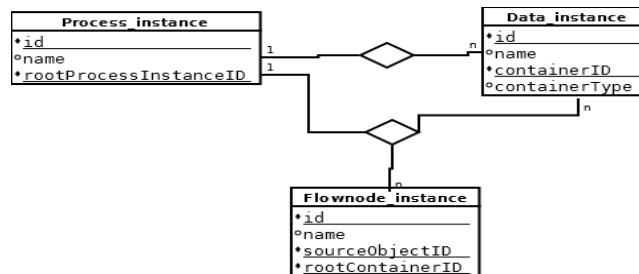 Process_instance
id
name
rootProcessInstanceID
1
1
n
Data_instance
id
name
containerID
containerType
n
n
Flownode_instance
id
name
sourceObjectID
rootContainerID